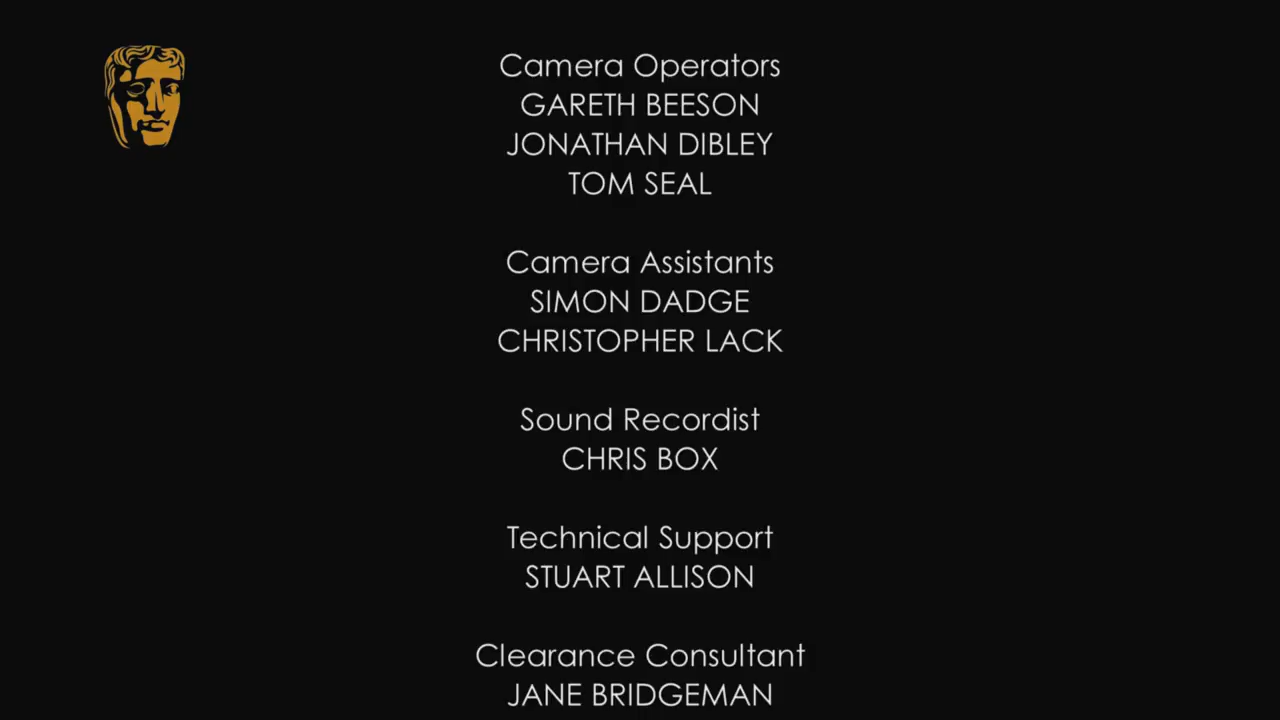 Camera Operators
GARETH BEESON
JONATHAN DIBLEY
TOM SEAL
Camera Assistants
SIMON DADGE
CHRISTOPHER LACK
Sound Recordist
CHRIS BOX
Technical Support
STUART ALLISON
Clearance Consultant
JANE BRIDGEMAN